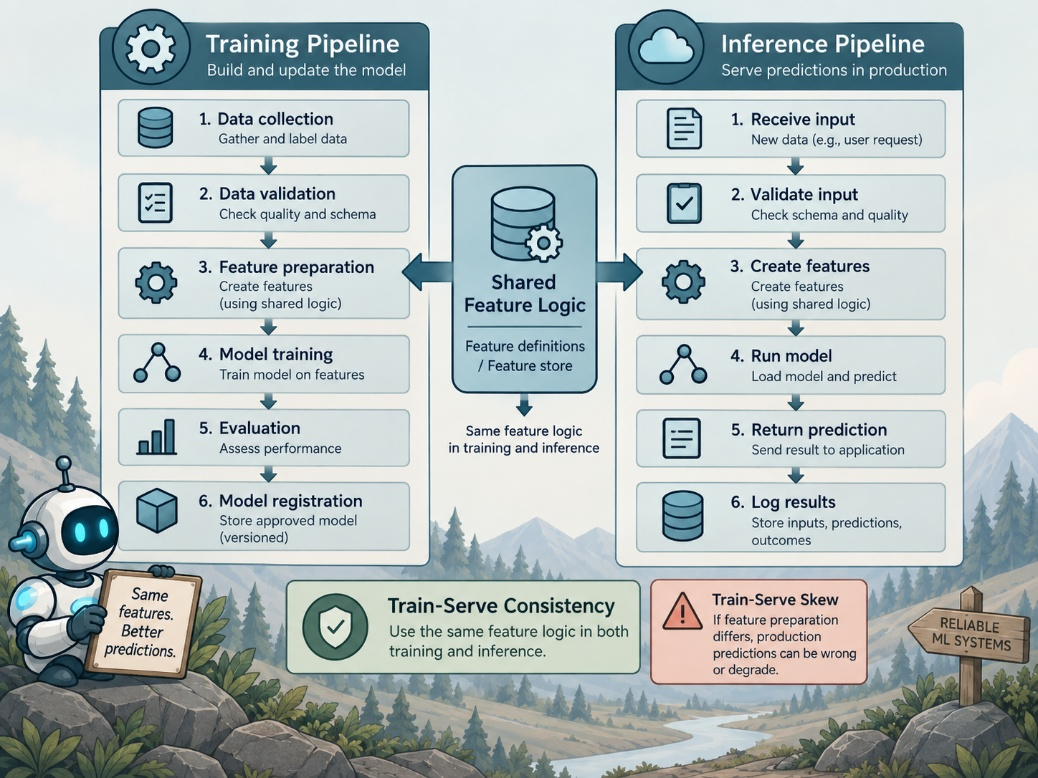 Training Pipeline
Build and update the model
1. Data collection
Gather and label data
2. Data validation
Check quality and schema
3. Feature preparation
Create features
(using shared logic)
4. Model training
Train model on features
5. Evaluation
Assess performance
6. Model registration
Store approved model
(versioned)
Shared
Feature Logic
Feature definitions
/ Feature store
Same feature logic
in training and inference
Inference Pipeline
Serve predictions in production
1. Receive input
New data (e.g., user request)
2. Validate input
Check schema and quality
3. Create features
Create features
(using shared logic)
4. Run model
Load model and predict
5. Return prediction
Send result to application
6. Log results
Store inputs, predictions,
outcomes
Same
features.
Better
predictions.
Train-Serve Consistency
Use the same feature logic in both
training and inference.
Train-Serve Skew
If feature preparation
differs, production
predictions can be wrong
or degrade.
RELIABLE
ML SYSTEMS